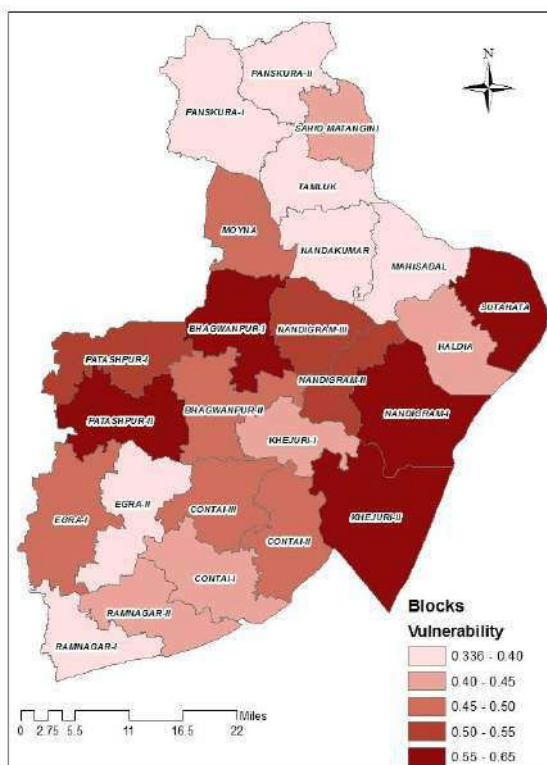 PANSKURA-II
N
PANSKURA-I
SAHID MATANGINI
TAMLUK
MOYNA
NANDAKUMAR
MAHISADAL
SUTAHATA
BHAGWANPUR-I
NANDIGRAM-III
HALDIA
PATASHPUR-I
NANDIGRAM-II
PATASHPUR-II
BHAGWANPUR-II
NANDIGRAM-I
KHEJURI-I
EGRA-II
EGRA-I
CONTAI-III
KHEJURI-II
CONTAI-II
CONTAI-I
RAMNAGAR-II
RAMNAGAR-I
Blocks
Vulnerability
0.336 - 0.40
0.40 - 0.45
0.45 - 0.50
0.50 - 0.55
0.55 - 0.65
Miles
0 2.75 5.5 11 16.5 22